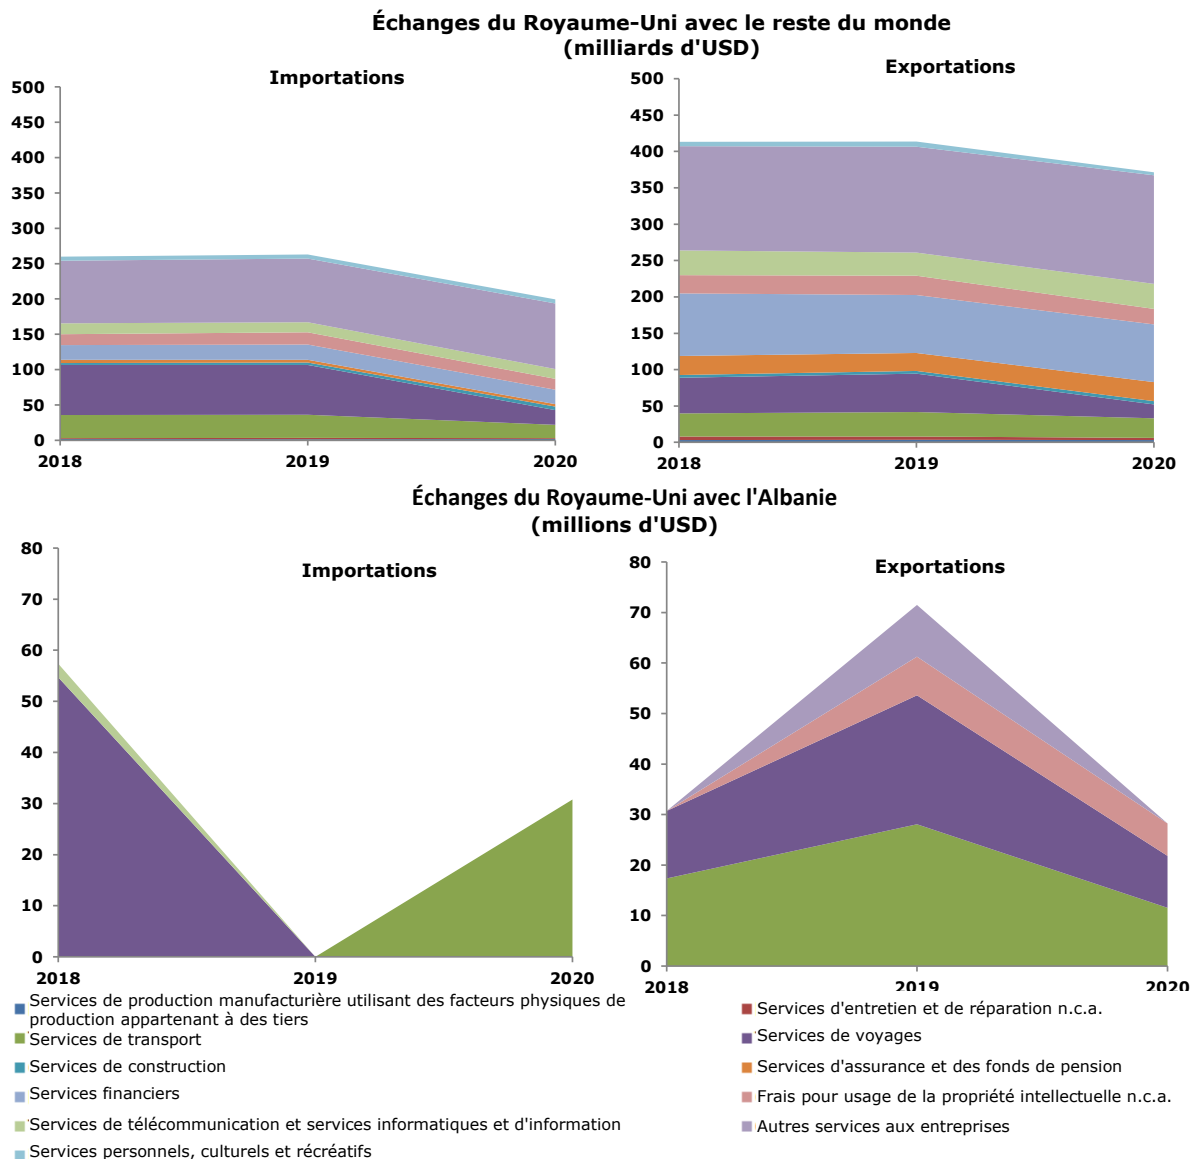 Échanges du Royaume-Uni avec le reste du monde
(milliards d'USD)
Importations
500
450
400
350
300
250
200
150
100
50
0
2018
2019
2020
Exportations
500
450
400
350
300
250
200
150
100
50
0
2018
2019
2020
Échanges du Royaume-Uni avec l'Albanie
(millions d'USD)
Importations
80
70
60
50
40
30
20
10
0
2018
2019
2020
Exportations
80
70
60
50
40
30
20
10
0
2018
2019
2020
Services de production manufacturière utilisant des facteurs physiques de
production appartenant à des tiers
Services d'entretien et de réparation n.c.a.
Services de transport
Services de voyages
Services de construction
Services d'assurance et des fonds de pension
Services financiers
Frais pour usage de la propriété intellectuelle n.c.a.
Services de télécommunication et services informatiques et d'information
Autres services aux entreprises
Services personnels, culturels et récréatifs